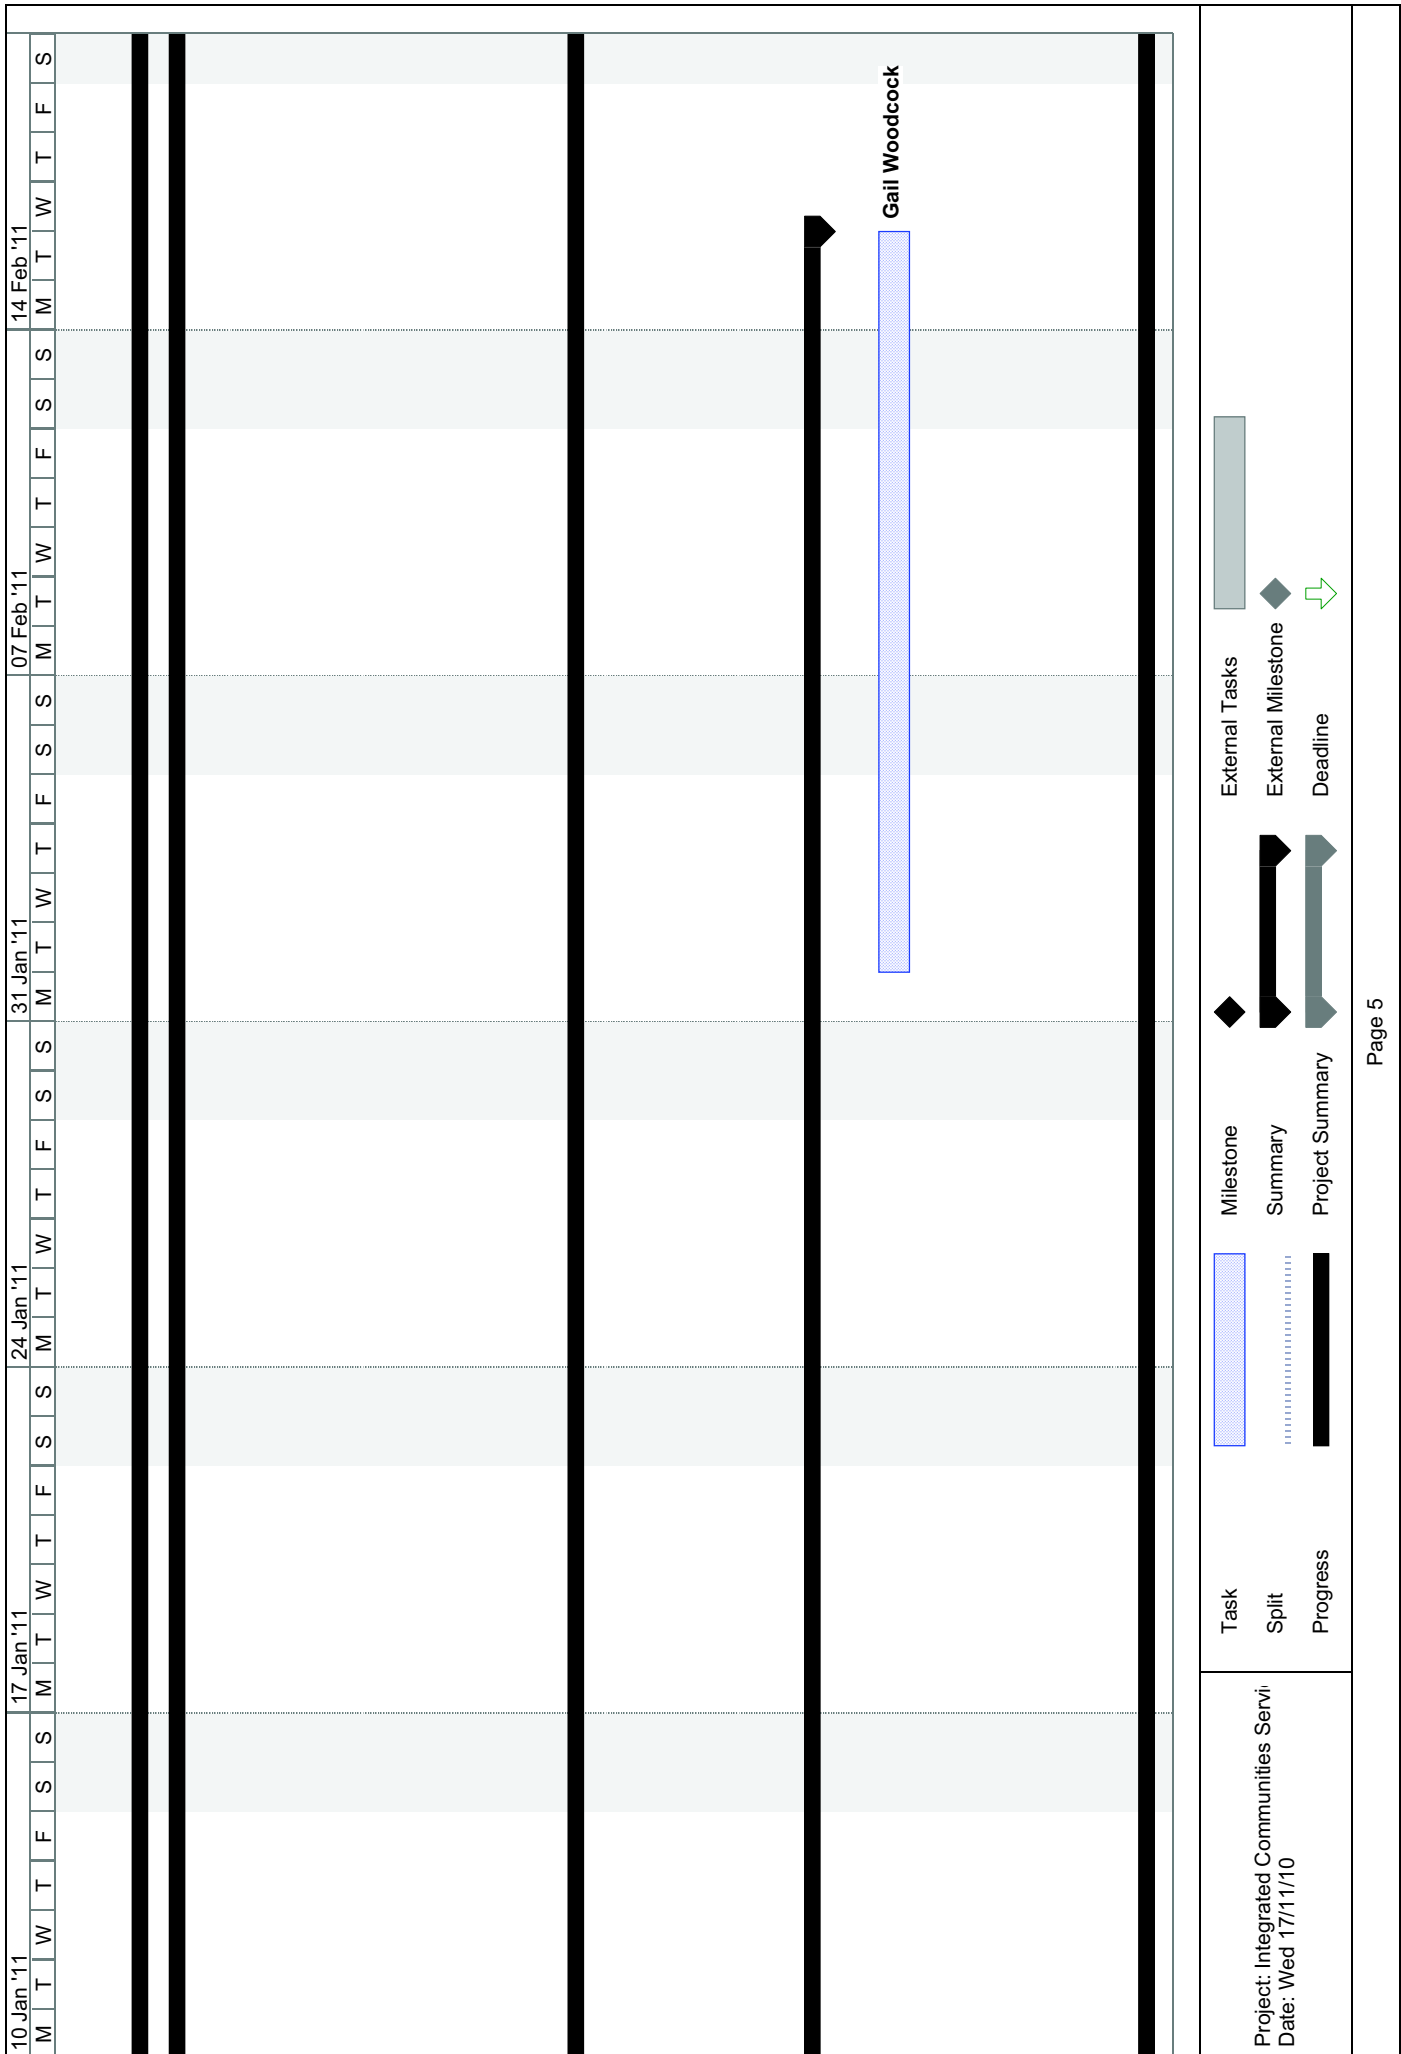 10 Jan '11 17 Jan '11 24 Jan '11 31 Jan '11 07 Feb '11 14 Feb '11
M T W T F S S M T W T F S S M T W T F S S M T W T F S S M T W T F S S M T W T F S
Gail Woodcock
Project: Integrated Communities Servi
Date: Wed 17/11/10
Task
Split
Progress
Milestone
Summary
Project Summary
External Tasks
External Milestone
Deadline
Page 5